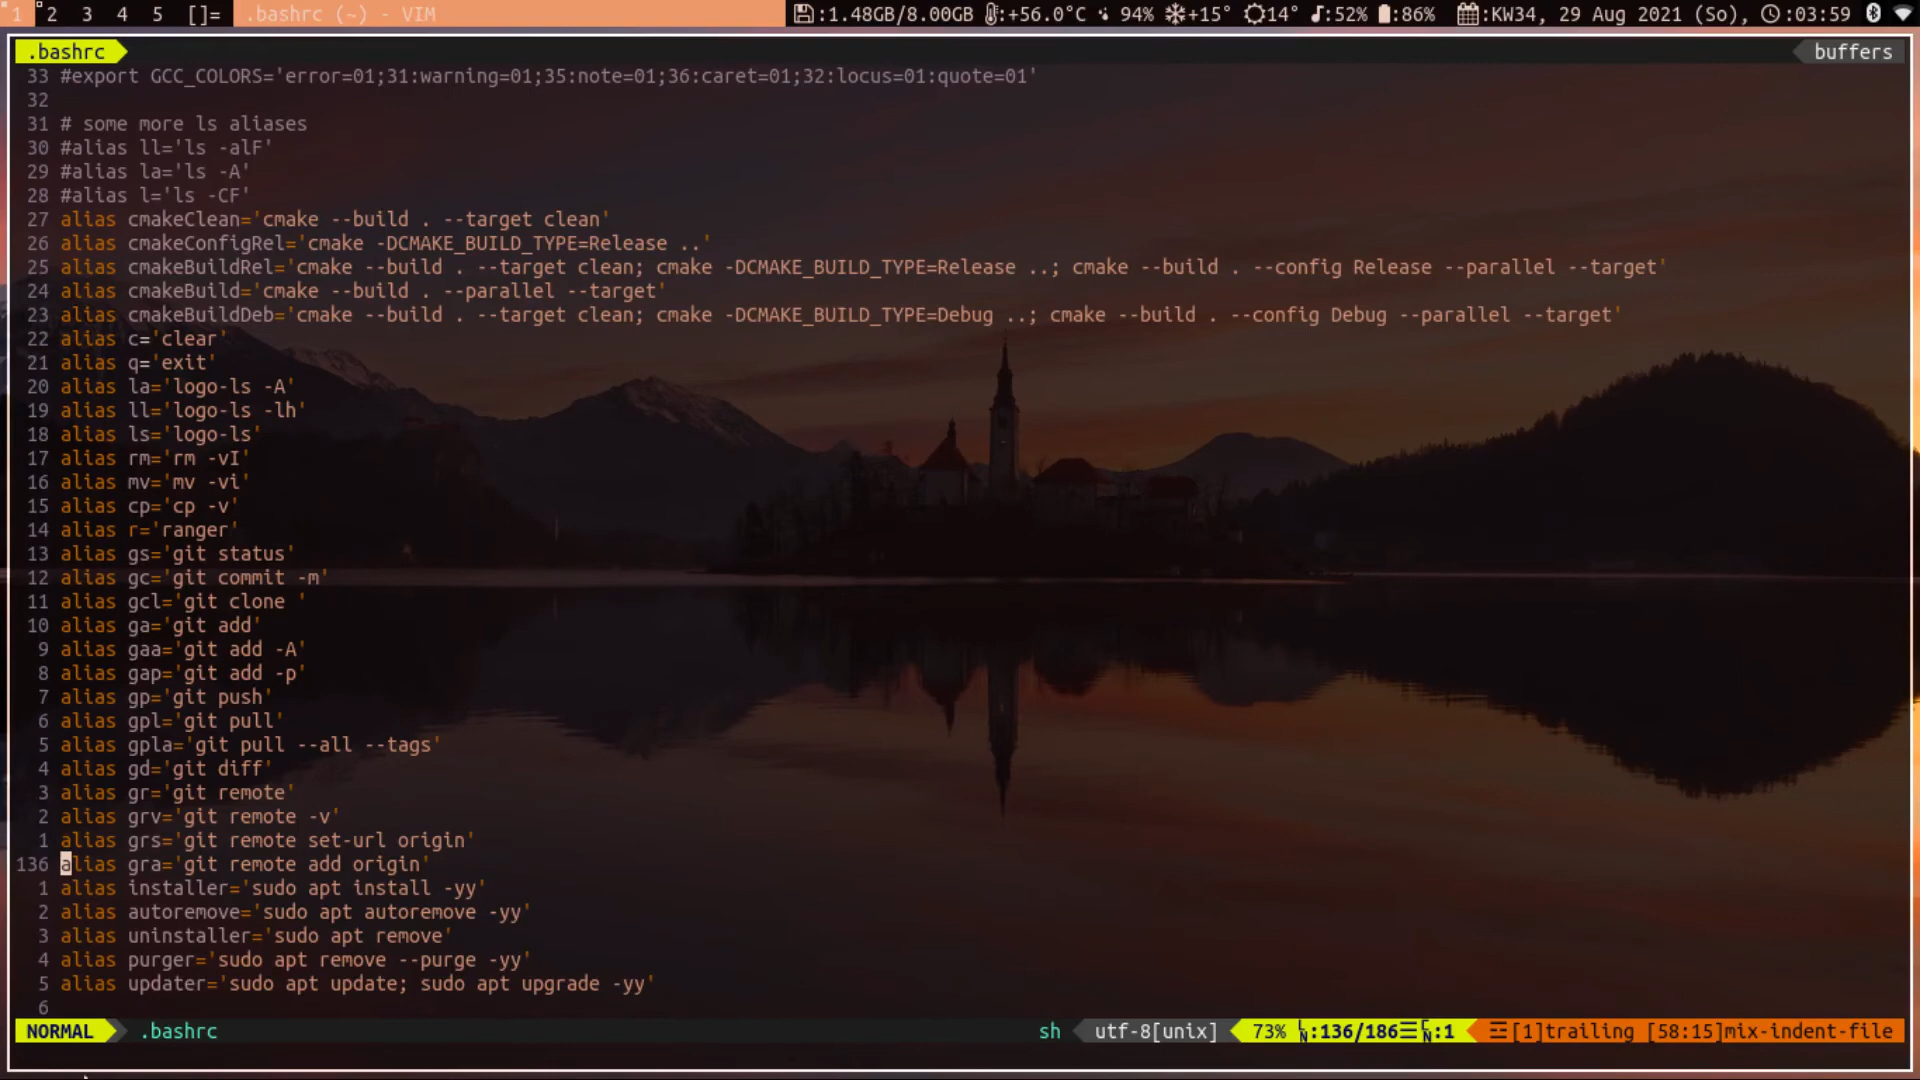 1 2 3 4 5 []= .bashrc (~) - VIM :1.48GB/8.00GB :+56.0°C 94% +15° 14° :52% :86% :KW34, 29 Aug 2021 (So), :03:59
.bashrc buffers
33 #export GCC_COLORS='error=01;31:warning=01;35:note=01;36:caret=01;32:locus=01:quote=01'
32
31 # some more ls aliases
30 #alias ll='ls -alF'
29 #alias la='ls -A'
28 #alias l='ls -CF'
27 alias cmakeClean='cmake --build . --target clean'
26 alias cmakeConfigRel='cmake -DCMAKE_BUILD_TYPE=Release ..'
25 alias cmakeBuildRel='cmake --build . --target clean; cmake -DCMAKE_BUILD_TYPE=Release ..; cmake --build . --config Release --parallel --target'
24 alias cmakeBuild='cmake --build . --parallel --target'
23 alias cmakeBuildDeb='cmake --build . --target clean; cmake -DCMAKE_BUILD_TYPE=Debug ..; cmake --build . --config Debug --parallel --target'
22 alias c='clear'
21 alias q='exit'
20 alias la='logo-ls -A'
19 alias ll='logo-ls -lh'
18 alias ls='logo-ls'
17 alias rm='rm -vI'
16 alias mv='mv -vi'
15 alias cp='cp -v'
14 alias r='ranger'
13 alias gs='git status'
12 alias gc='git commit -m'
11 alias gcl='git clone '
10 alias ga='git add'
9 alias gaa='git add -A'
8 alias gap='git add -p'
7 alias gp='git push'
6 alias gpl='git pull'
5 alias gpla='git pull --all --tags'
4 alias gd='git diff'
3 alias gr='git remote'
2 alias grv='git remote -v'
1 alias grs='git remote set-url origin'
136 alias gra='git remote add origin'
1 alias installer='sudo apt install -yy'
2 alias autoremove='sudo apt autoremove -yy'
3 alias uninstaller='sudo apt remove'
4 alias purger='sudo apt remove --purge -yy'
5 alias updater='sudo apt update; sudo apt upgrade -yy'
6
NORMAL .bashrc sh utf-8[unix] 73% :136/186☰ :1 ☲[1]trailing [58:15]mix-indent-file